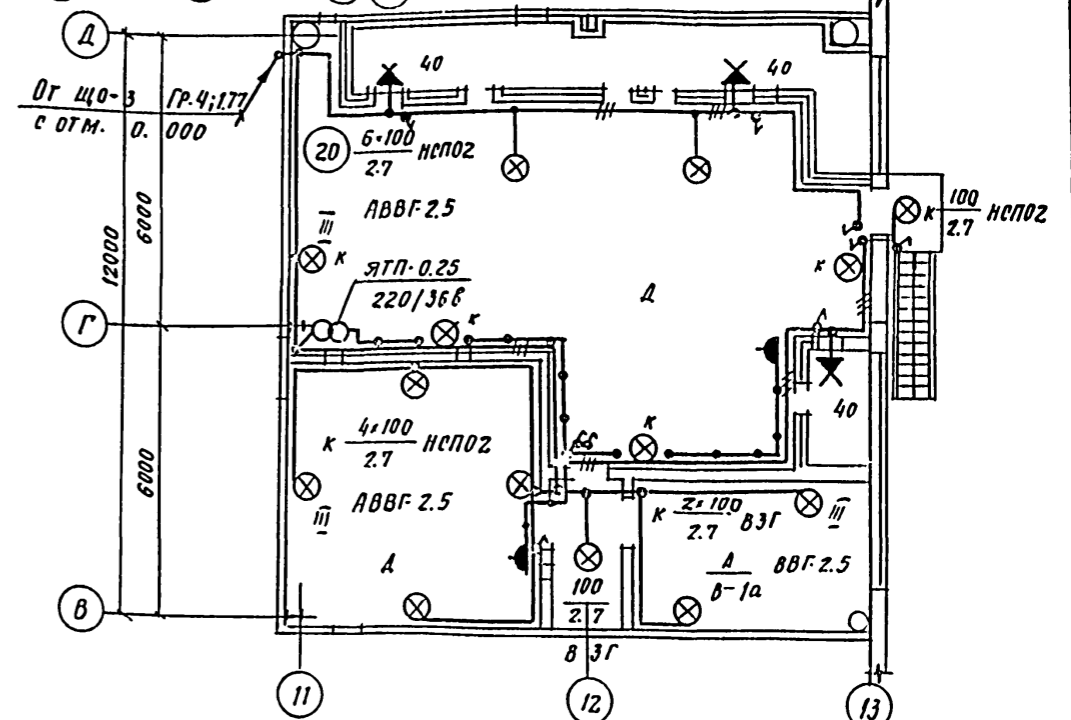 Д
40
40
От ЩО-3 ГР.4; 1.77
с отм. 0.000
20
6×100
2.7
НСП02
АВВГ-2.5
III
к
ЯТП-0.25
220/36в
к
Д
к
100
2.7
к
НСП02
12000
6000
Г
40
к
к
4×100
2.7
НСП02
АВВГ-2.5
III
Д
6000
к
2×100
2.7
ВЗГ
III
А
В-1а
ВВГ-2.5
100
2.7
ВЗГ
В
11
12
13